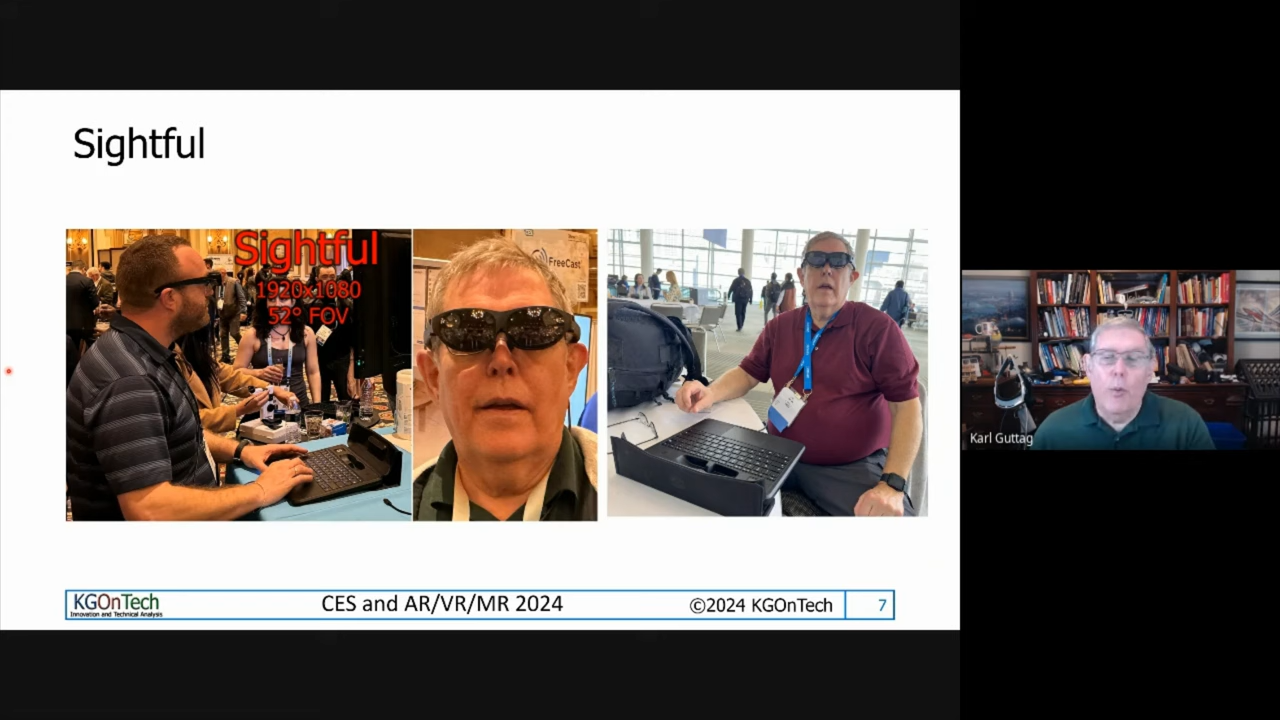 Sightful
Sightful
1920x1080
52° FOV
FreeCast
Karl Guttag
KGOnTech
Innovation and Technical Analysis
CES and AR/VR/MR 2024
©2024 KGOnTech
7